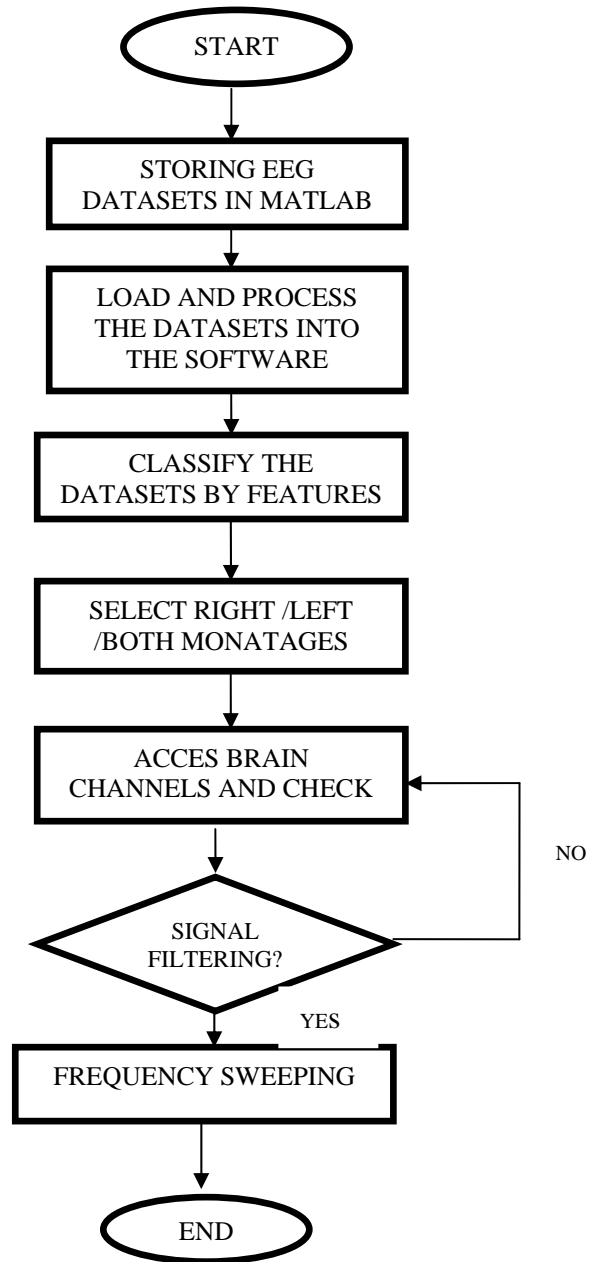 START
STORING EEG
DATASETS IN MATLAB
LOAD AND PROCESS
THE DATASETS INTO
THE SOFTWARE
CLASSIFY THE
DATASETS BY FEATURES
SELECT RIGHT /LEFT
/BOTH MONATAGES
ACCES BRAIN
CHANNELS AND CHECK
NO
SIGNAL
FILTERING?
YES
FREQUENCY SWEEPING
END